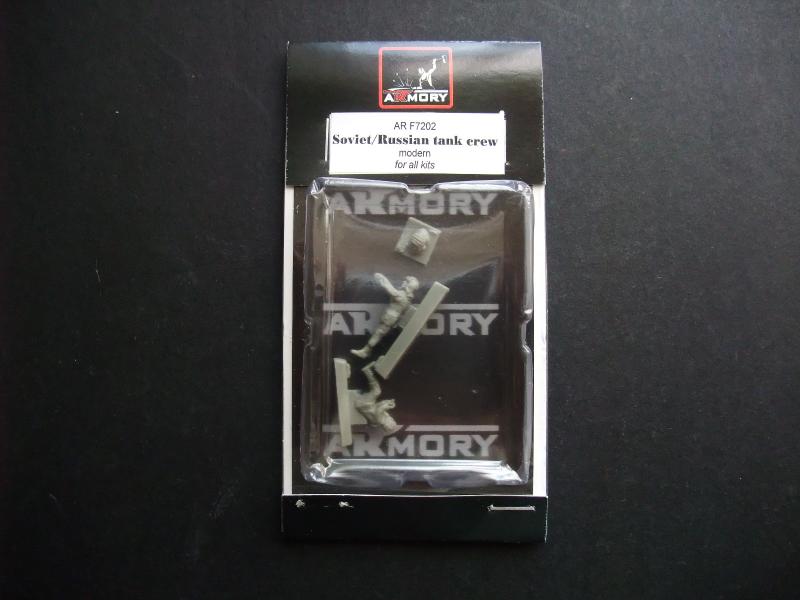 ARMORY
AR F7202
Soviet/Russian tank crew
modern
for all kits
ARMORY
ARMORY
ARMORY